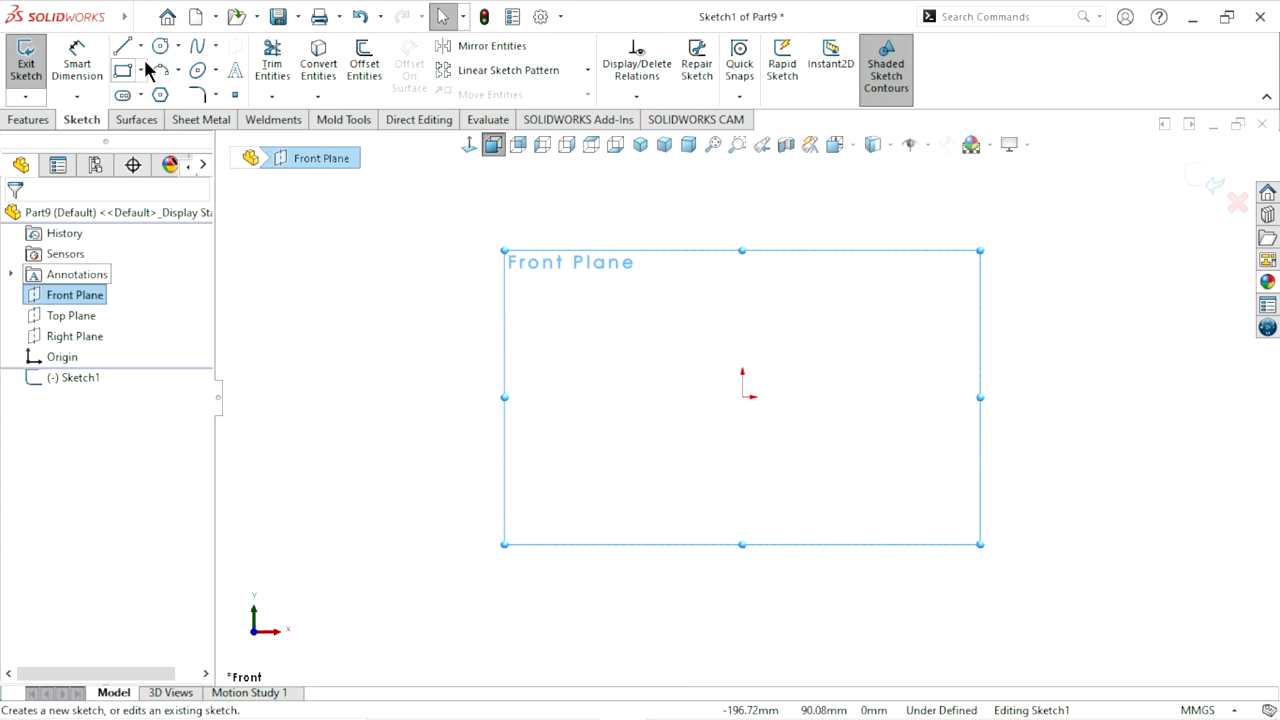 SOLIDWORKS
Sketch1 of Part9 *
Search Commands
Exit Sketch
Smart Dimension
Trim Entities
Convert Entities
Offset Entities
Offset On Surface
Mirror Entities
Linear Sketch Pattern
Move Entities
Display/Delete Relations
Repair Sketch
Quick Snaps
Rapid Sketch
Instant2D
Shaded Sketch Contours
Features Sketch Surfaces Sheet Metal Weldments Mold Tools Direct Editing Evaluate SOLIDWORKS Add-Ins SOLIDWORKS CAM
Front Plane
Part9 (Default) <<Default>_Display Sta
History
Sensors
Annotations
Front Plane
Top Plane
Right Plane
Origin
(-) Sketch1
Front Plane
Y
X
*Front
Model 3D Views Motion Study 1
Creates a new sketch, or edits an existing sketch.
-196.72mm 90.08mm 0mm Under Defined Editing Sketch1 MMGS